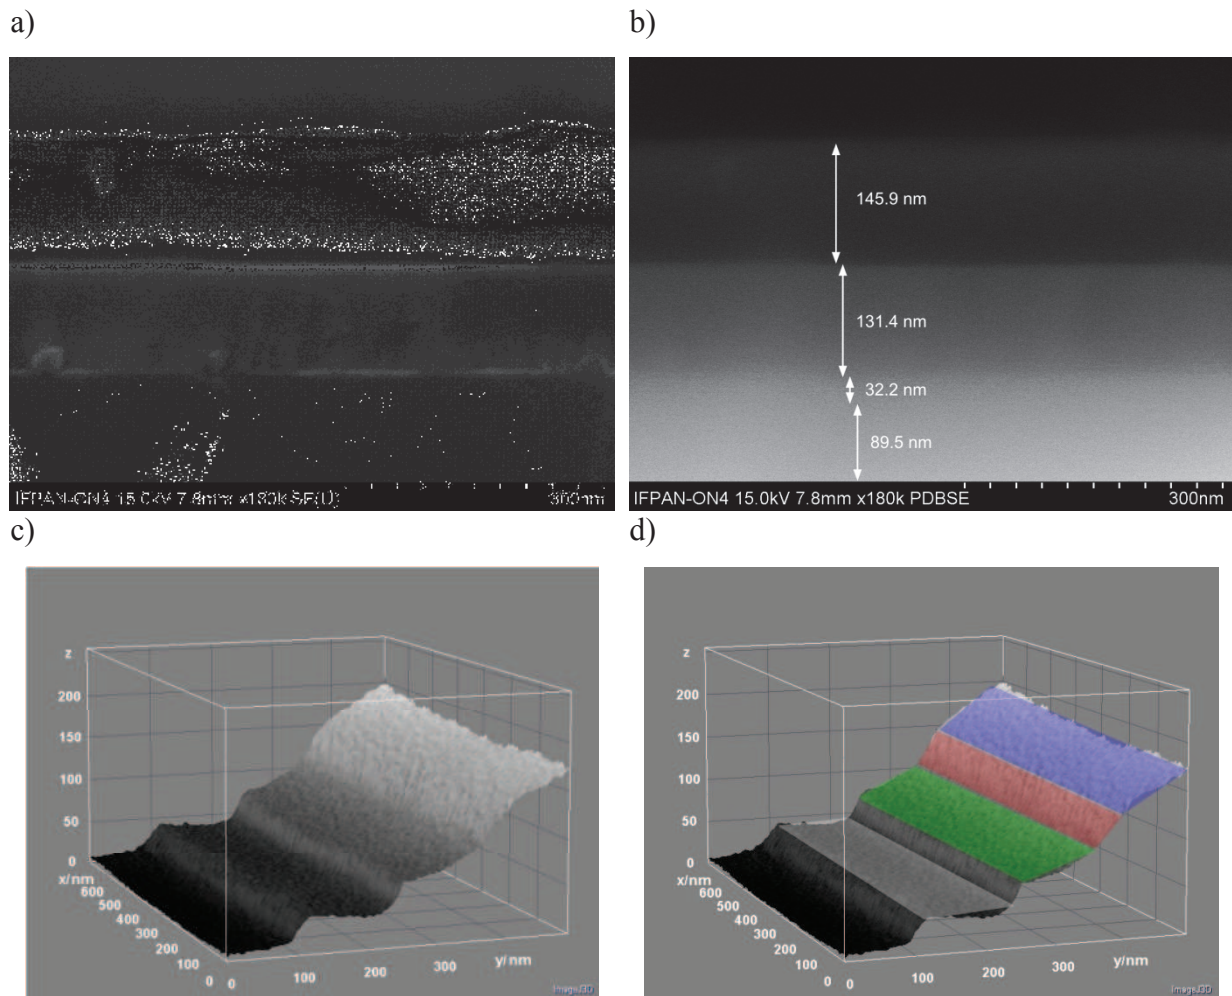 a)
b)
145.9 nm
131.4 nm
32.2 nm
89.5 nm
IFPAN-ON4 15.0kV 7.8mm x180k SE(U)
300nm
IFPAN-ON4 15.0kV 7.8mm x180k PDBSE
300nm
c)
d)
z
200
150
100
50
0
x/nm
600
500
400
300
200
100
0
0
100
200
300
y/nm
ImageJ3D
z
200
150
100
50
0
x/nm
600
500
400
300
200
100
0
0
100
200
300
y/nm
ImageJ3D